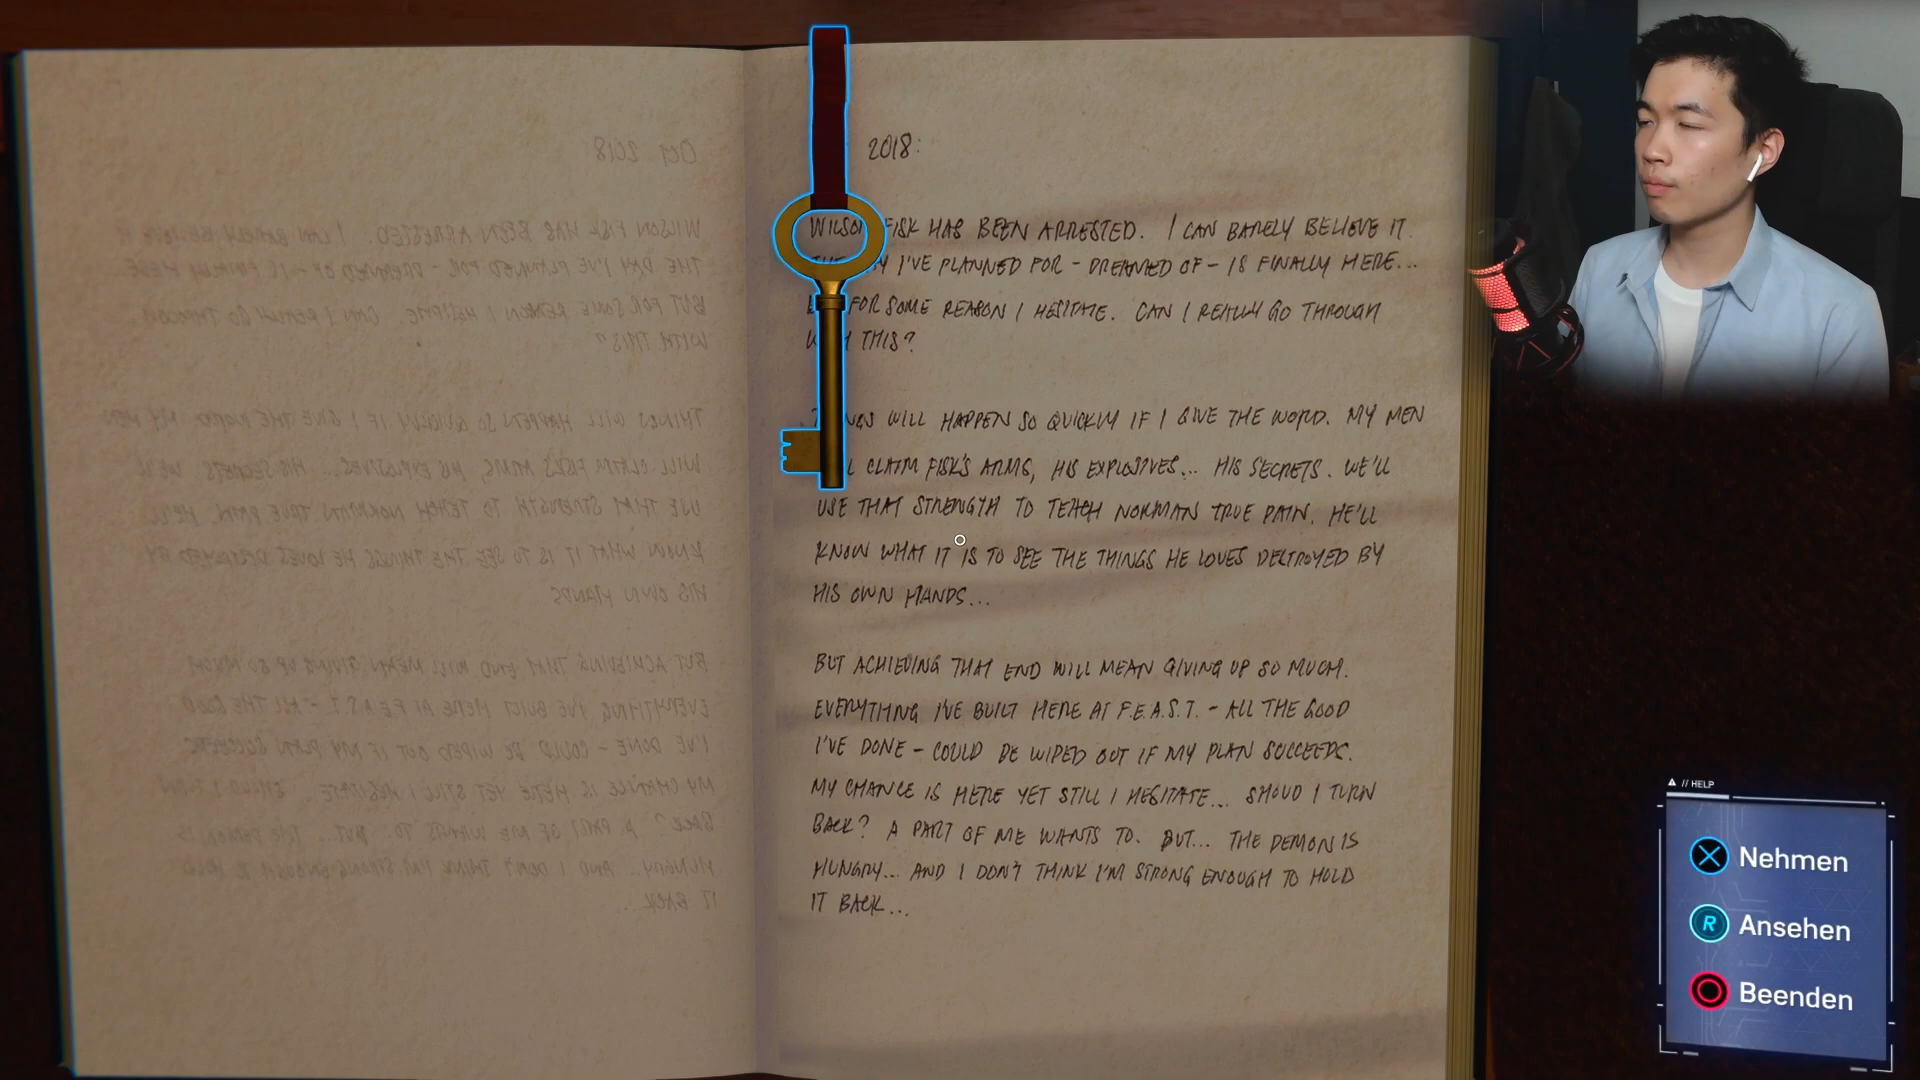 Oct 2018
2018:
WILSON FISK HAS BEEN ARRESTED. I CAN BARELY BELIEVE IT.
I'VE PLANNED FOR - DREAMED OF - IS FINALLY HERE...
FOR SOME REASON I HESITATE. CAN I REALLY GO THROUGH
THIS?
WILL HAPPEN SO QUICKLY IF I GIVE THE WORD. MY MEN
CLAIM FISK'S ARMS, HIS EXPLOSIVES... HIS SECRETS. WE'LL
USE THAT STRENGTH TO TEACH NORMAN TRUE PAIN. HE'LL
KNOW WHAT IT IS TO SEE THE THINGS HE LOVES DESTROYED BY
HIS OWN HANDS...
BUT ACHIEVING THAT END WILL MEAN GIVING UP SO MUCH.
EVERYTHING I'VE BUILT HERE AT F.E.A.S.T. - ALL THE GOOD
I'VE DONE - COULD BE WIPED OUT IF MY PLAN SUCCEEDS.
MY CHANCE IS HERE YET STILL I HESITATE... SHOUD I TURN
BACK? A PART OF ME WANTS TO. BUT... THE DEMON IS
HUNGRY... AND I DON'T THINK I'M STRONG ENOUGH TO HOLD
IT BACK...
// HELP
Nehmen
R Ansehen
Beenden